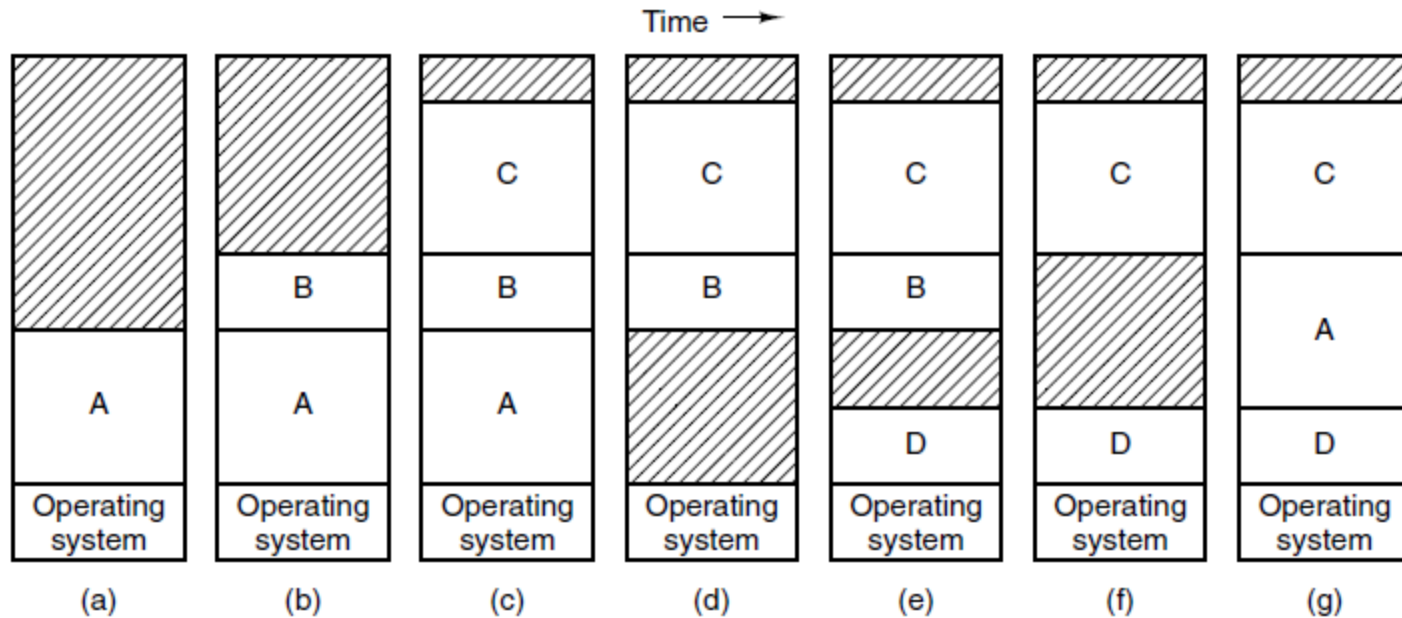 Time
A
Operating
system
(a)
B
A
Operating
system
(b)
C
B
A
Operating
system
(c)
C
B
Operating
system
(d)
C
B
D
Operating
system
(e)
C
D
Operating
system
(f)
C
A
D
Operating
system
(g)